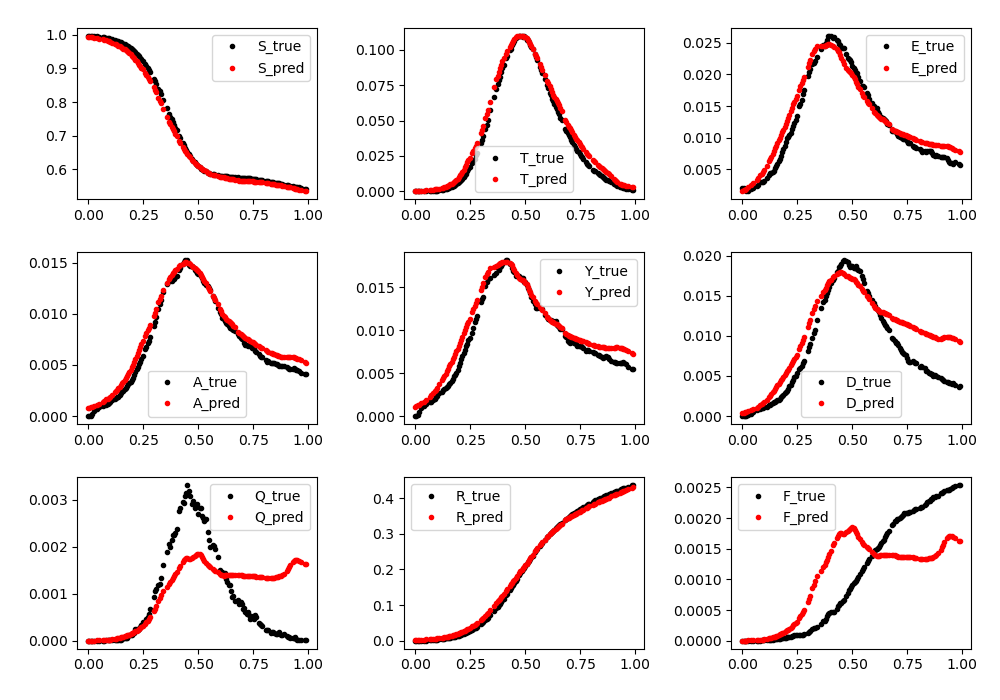 1.0
0.9
0.8
0.7
0.6
S_true
S_pred
0.00 0.25 0.50 0.75 1.00
0.100
0.075
0.050
0.025
0.000
T_true
T_pred
0.00 0.25 0.50 0.75 1.00
0.025
0.020
0.015
0.010
0.005
E_true
E_pred
0.00 0.25 0.50 0.75 1.00
0.015
0.010
0.005
0.000
A_true
A_pred
0.00 0.25 0.50 0.75 1.00
0.015
0.010
0.005
0.000
Y_true
Y_pred
0.00 0.25 0.50 0.75 1.00
0.020
0.015
0.010
0.005
0.000
D_true
D_pred
0.00 0.25 0.50 0.75 1.00
0.003
0.002
0.001
0.000
Q_true
Q_pred
0.00 0.25 0.50 0.75 1.00
0.4
0.3
0.2
0.1
0.0
R_true
R_pred
0.00 0.25 0.50 0.75 1.00
0.0025
0.0020
0.0015
0.0010
0.0005
0.0000
F_true
F_pred
0.00 0.25 0.50 0.75 1.00